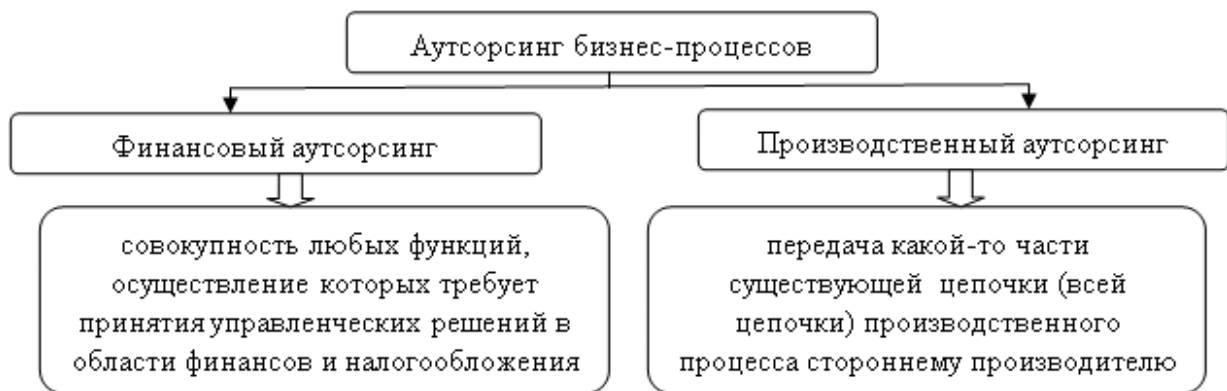 Аутсорсинг бизнес-процессов
Финансовый аутсорсинг
Производственный аутсорсинг
совокупность любых функций,
осуществление которых требует
принятия управленческих решений в
области финансов и налогообложения
передача какой-то части
существующей цепочки (всей
цепочки) производственного
процесса стороннему производителю